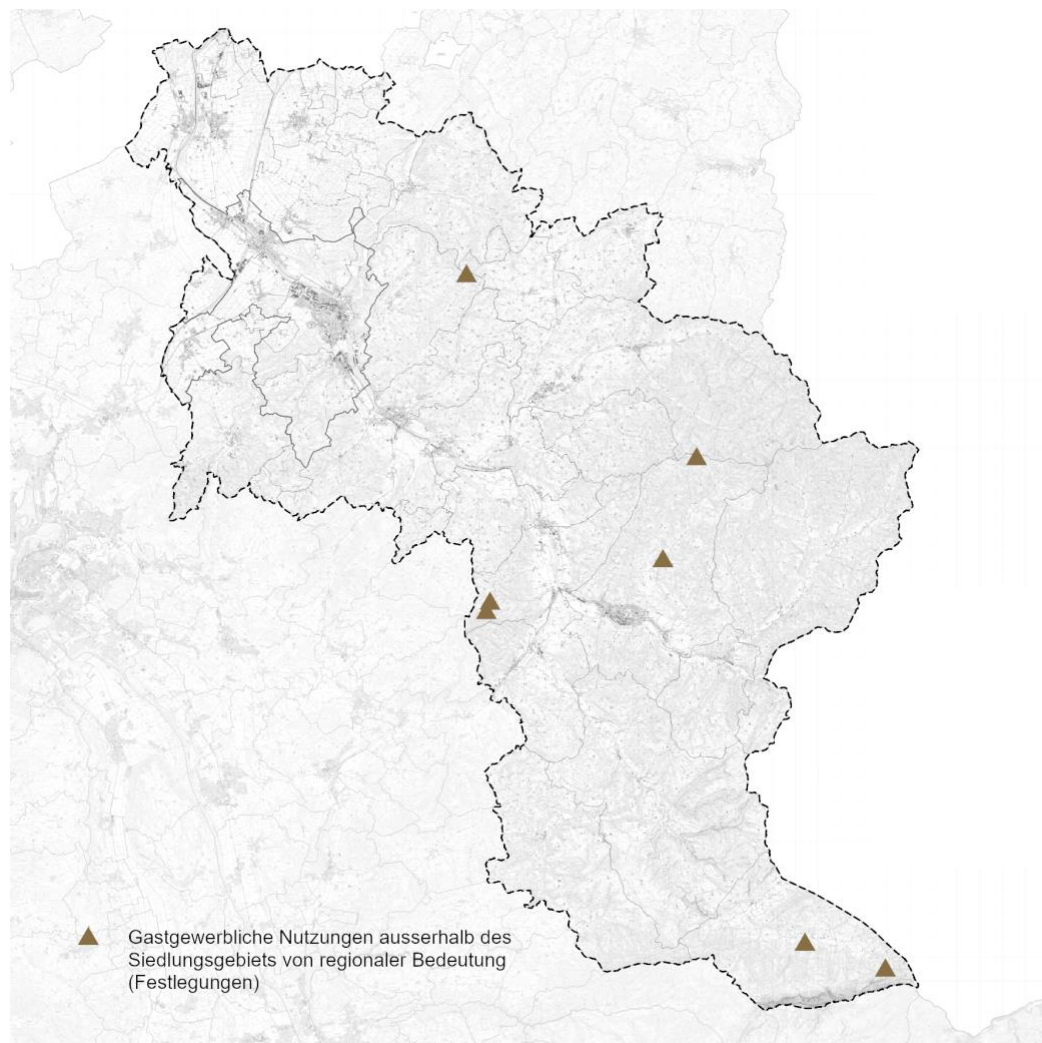 Gastgewerbliche Nutzungen ausserhalb des
Siedlungsgebiets von regionaler Bedeutung
(Festlegungen)